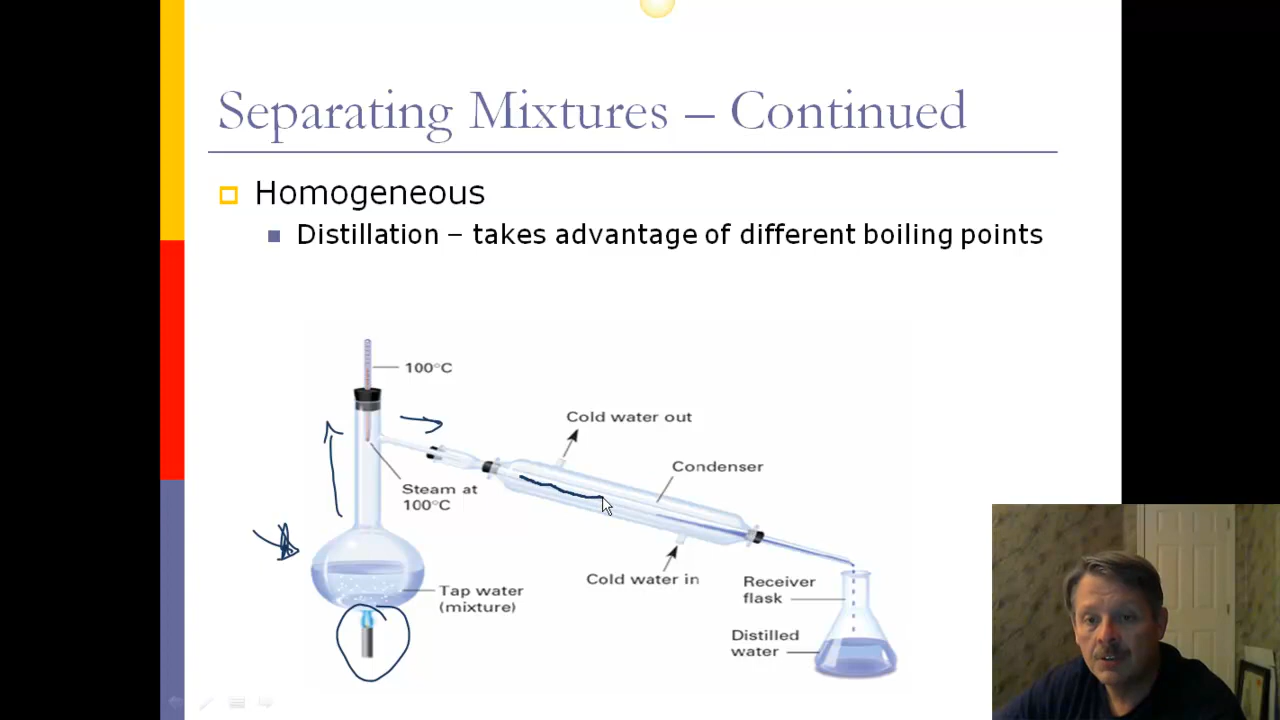 Separating Mixtures – Continued
Homogeneous
Distillation – takes advantage of different boiling points
100°C
Cold water out
Condenser
Steam at
100°C
Cold water in
Tap water
(mixture)
Receiver
flask
Distilled
water